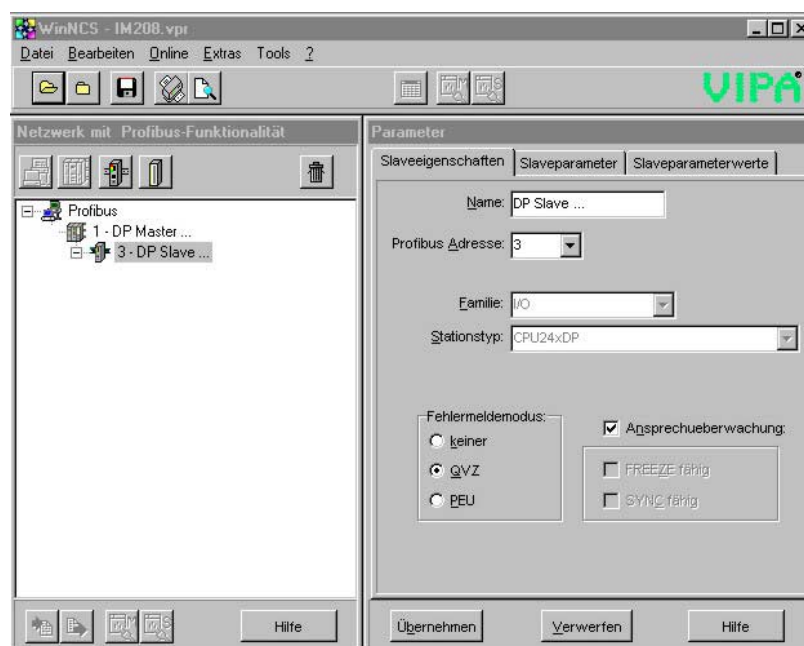 WinNCS - IM208.vpr
Datei Bearbeiten Online Extras Tools ?
VIPA
Netzwerk mit Profibus-Funktionalität
Profibus
1 - DP Master ...
3 - DP Slave ...
Hilfe
Parameter
Slaveeigenschaften Slaveparameter Slaveparameterwerte
Name: DP Slave ...
Profibus Adresse: 3
Familie: I/O
Stationstyp: CPU24xDP
Fehlermeldemodus:
keiner
QVZ
PEU
Ansprechueberwachung:
FREEZE fähig
SYNC fähig
Übernehmen Verwerfen Hilfe